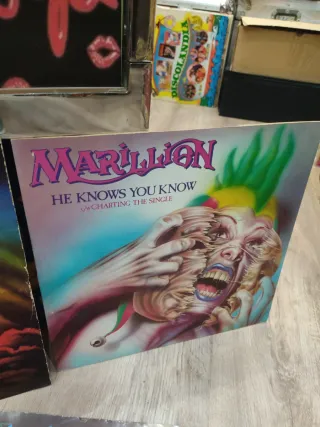 DISCOLANDIA
MARILLION
HE KNOWS YOU KNOW
c/w CHARTING THE SINGLE